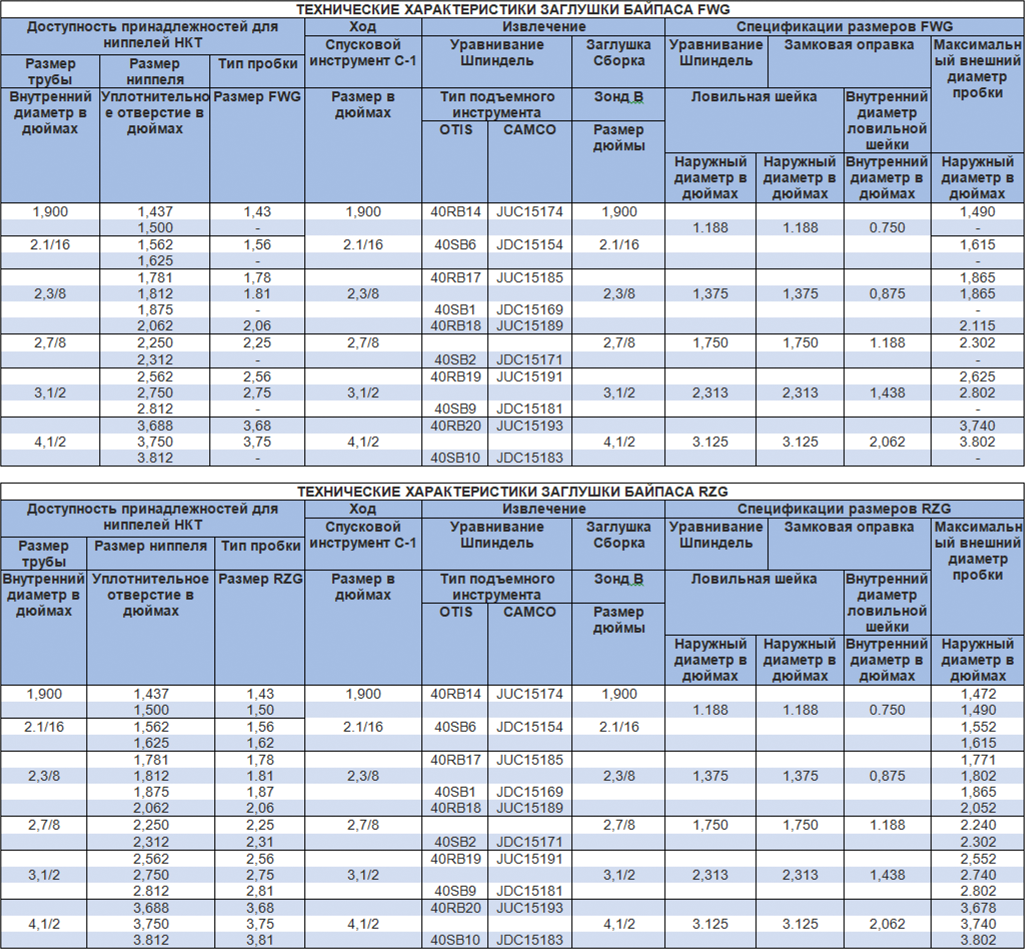 ТЕХНИЧЕСКИЕ ХАРАКТЕРИСТИКИ ЗАГЛУШКИ БАЙПАСА FWG
Доступность принадлежностей для ниппелей НКТ
Ход
Извлечение
Спецификации размеров FWG
Спусковой инструмент С-1
Уравнивание Шпиндель
Заглушка Сборка
Уравнивание Шпиндель
Замковая оправка
Максимальный внешний диаметр пробки
Размер трубы
Размер ниппеля
Тип пробки
Внутренний диаметр в дюймах
Уплотнительное отверстие в дюймах
Размер FWG
Размер в дюймах
Тип подъемного инструмента
Зонд B
Ловильная шейка
Внутренний диаметр ловильной шейки
OTIS
CAMCO
Размер дюймы
Наружный диаметр в дюймах
Наружный диаметр в дюймах
Внутренний диаметр в дюймах
Наружный диаметр в дюймах
1,900 1,437 1,43 1,900 40RB14 JUC15174 1,900 1,490
1,500 - 1.188 1.188 0.750 -
2.1/16 1,562 1,56 2.1/16 40SB6 JDC15154 2.1/16 1,615
1,625 - -
1,781 1,78 40RB17 JUC15185 1,865
2,3/8 1,812 1.81 2,3/8 2,3/8 1,375 1,375 0,875 1,865
1,875 - 40SB1 JDC15169 -
2,062 2,06 40RB18 JUC15189 2.115
2,7/8 2,250 2,25 2,7/8 2,7/8 1,750 1,750 1.188 2.302
2,312 - 40SB2 JDC15171 -
2,562 2,56 40RB19 JUC15191 2,625
3,1/2 2,750 2,75 3,1/2 3,1/2 2,313 2,313 1,438 2.802
2.812 - 40SB9 JDC15181 -
3,688 3,68 40RB20 JUC15193 3,740
4,1/2 3,750 3,75 4,1/2 4,1/2 3.125 3.125 2,062 3.802
3.812 - 40SB10 JDC15183 -
ТЕХНИЧЕСКИЕ ХАРАКТЕРИСТИКИ ЗАГЛУШКИ БАЙПАСА RZG
Доступность принадлежностей для ниппелей НКТ
Ход
Извлечение
Спецификации размеров RZG
Спусковой инструмент С-1
Уравнивание Шпиндель
Заглушка Сборка
Уравнивание Шпиндель
Замковая оправка
Максимальный внешний диаметр пробки
Размер трубы
Размер ниппеля
Тип пробки
Внутренний диаметр в дюймах
Уплотнительное отверстие в дюймах
Размер RZG
Размер в дюймах
Тип подъемного инструмента
Зонд B
Ловильная шейка
Внутренний диаметр ловильной шейки
OTIS
CAMCO
Размер дюймы
Наружный диаметр в дюймах
Наружный диаметр в дюймах
Внутренний диаметр в дюймах
Наружный диаметр в дюймах
1,900 1,437 1,43 1,900 40RB14 JUC15174 1,900 1,472
1,500 1,50 1.188 1.188 0.750 1,490
2.1/16 1,562 1,56 2.1/16 40SB6 JDC15154 2.1/16 1,552
1,625 1,62 1,615
1,781 1,78 40RB17 JUC15185 1,771
2,3/8 1,812 1.81 2,3/8 2,3/8 1,375 1,375 0,875 1,802
1,875 1,87 40SB1 JDC15169 1,865
2,062 2,06 40RB18 JUC15189 2,052
2,7/8 2,250 2,25 2,7/8 2,7/8 1,750 1,750 1.188 2.240
2,312 2,31 40SB2 JDC15171 2.302
2,562 2,56 40RB19 JUC15191 2,552
3,1/2 2,750 2,75 3,1/2 3,1/2 2,313 2,313 1,438 2.740
2.812 2,81 40SB9 JDC15181 2.802
3,688 3,68 40RB20 JUC15193 3,678
4,1/2 3,750 3,75 4,1/2 4,1/2 3.125 3.125 2,062 3,740
3.812 3,81 40SB10 JDC15183 3.802